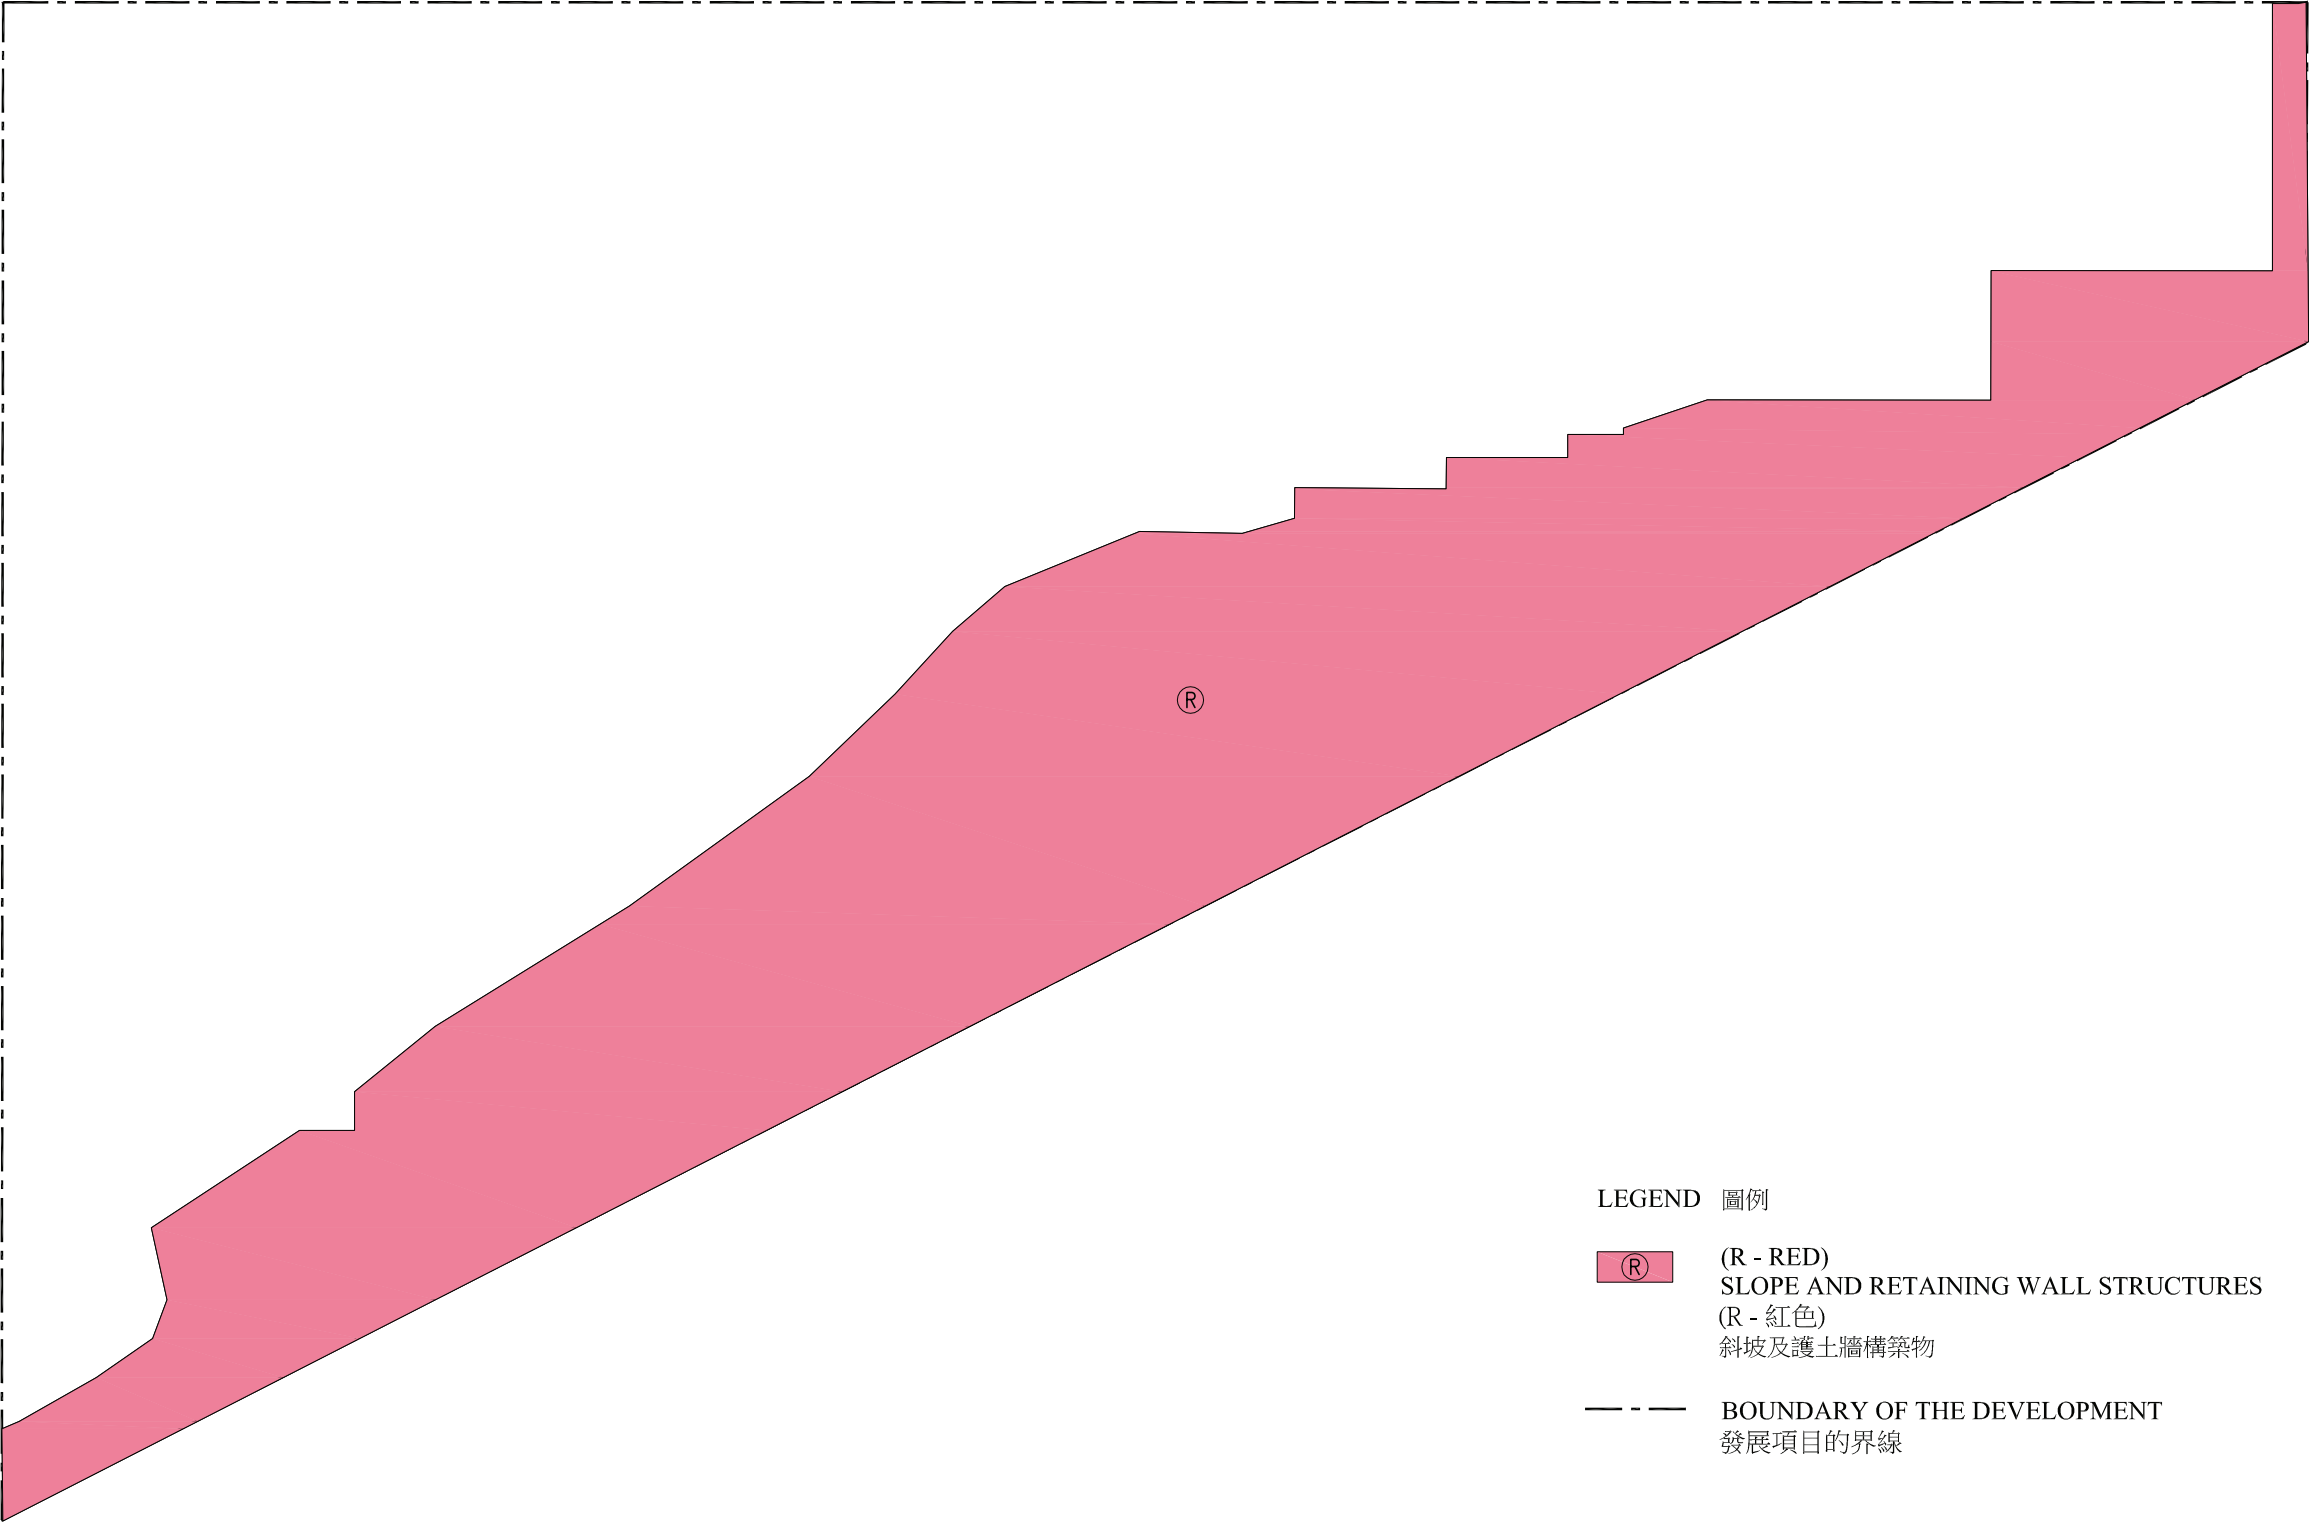 Ⓡ
LEGEND 圖例
Ⓡ
(R - RED)
SLOPE AND RETAINING WALL STRUCTURES
(R - 紅色)
斜坡及護土牆構築物
BOUNDARY OF THE DEVELOPMENT
發展項目的界線